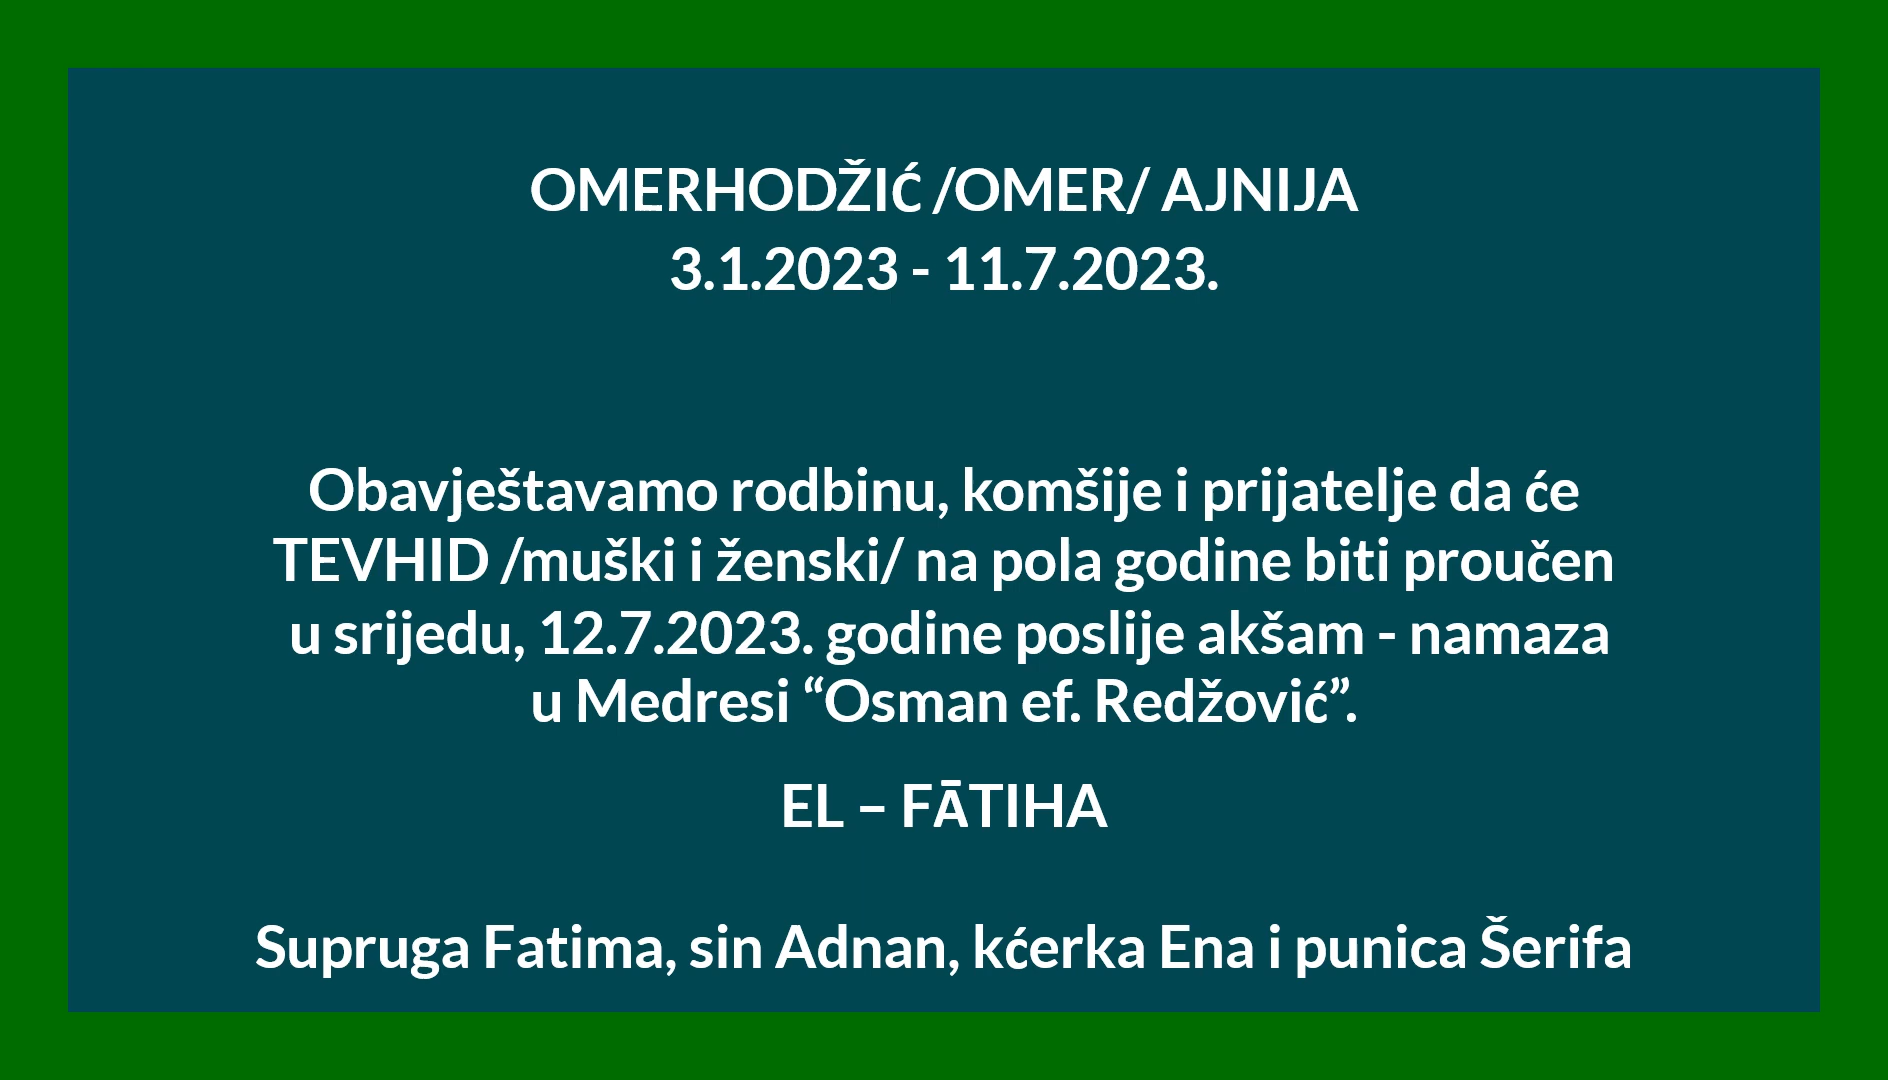 OMERHODŽIĆ /OMER/ AJNIJA
3.1.2023 - 11.7.2023.
Obavještavamo rodbinu, komšije i prijatelje da će
TEVHID /muški i ženski/ na pola godine biti proučen
u srijedu, 12.7.2023. godine poslije akšam - namaza
u Medresi “Osman ef. Redžović”.
EL – FĀTIHA
Supruga Fatima, sin Adnan, kćerka Ena i punica Šerifa